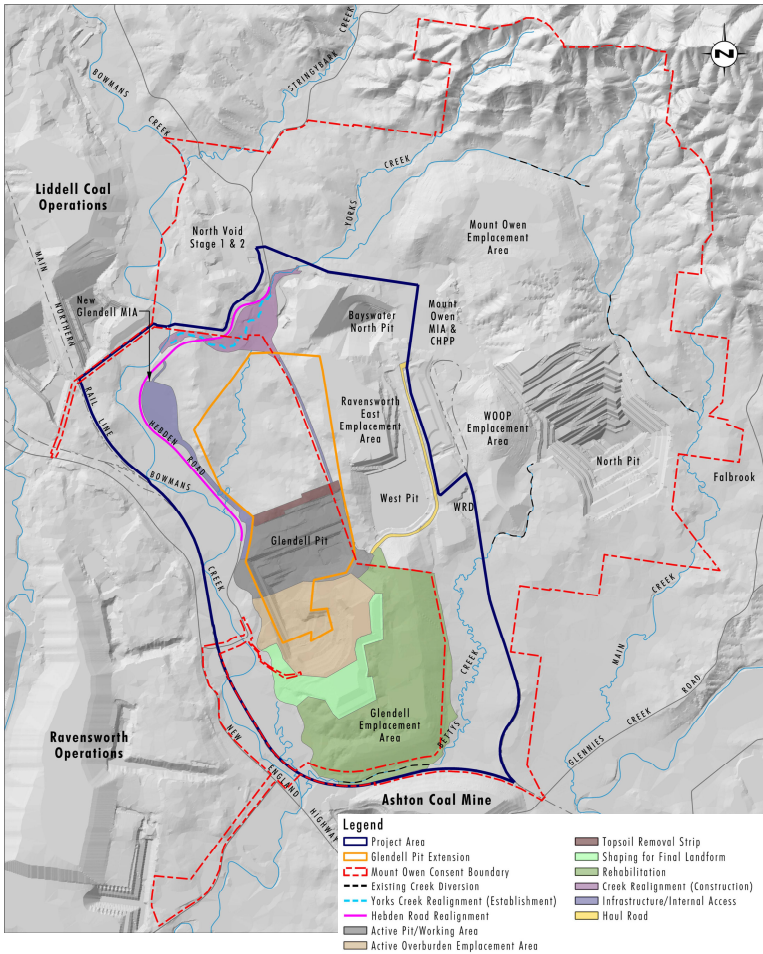 CREEK
STRINGYBARK
BOWMANS
CREEK
N
CREEK
YORKS
Liddell Coal
Operations
North Void
Stage 1 & 2
Mount Owen
Emplacement
Area
MAIN
NORTHERN
RAIL
LINE
New
Glendell MIA
Bayswater
North Pit
Mount
Owen
MIA &
CHPP
HEBDEN
ROAD
Ravensworth
East
Emplacement
Area
WOOP
Emplacement
Area
North Pit
Falbrook
BOWMANS
CREEK
West Pit
WRD
Glendell Pit
MAIN
CREEK
BETTYS
CREEK
GLENNIES
CREEK
ROAD
Glendell
Emplacement
Area
Ravensworth
Operations
NEW
ENGLAND
HIGHWAY
Ashton Coal Mine
Legend
Project Area
Glendell Pit Extension
Mount Owen Consent Boundary
Existing Creek Diversion
Yorks Creek Realignment (Establishment)
Hebden Road Realignment
Active Pit/Working Area
Active Overburden Emplacement Area
Topsoil Removal Strip
Shaping for Final Landform
Rehabilitation
Creek Realignment (Construction)
Infrastructure/Internal Access
Haul Road